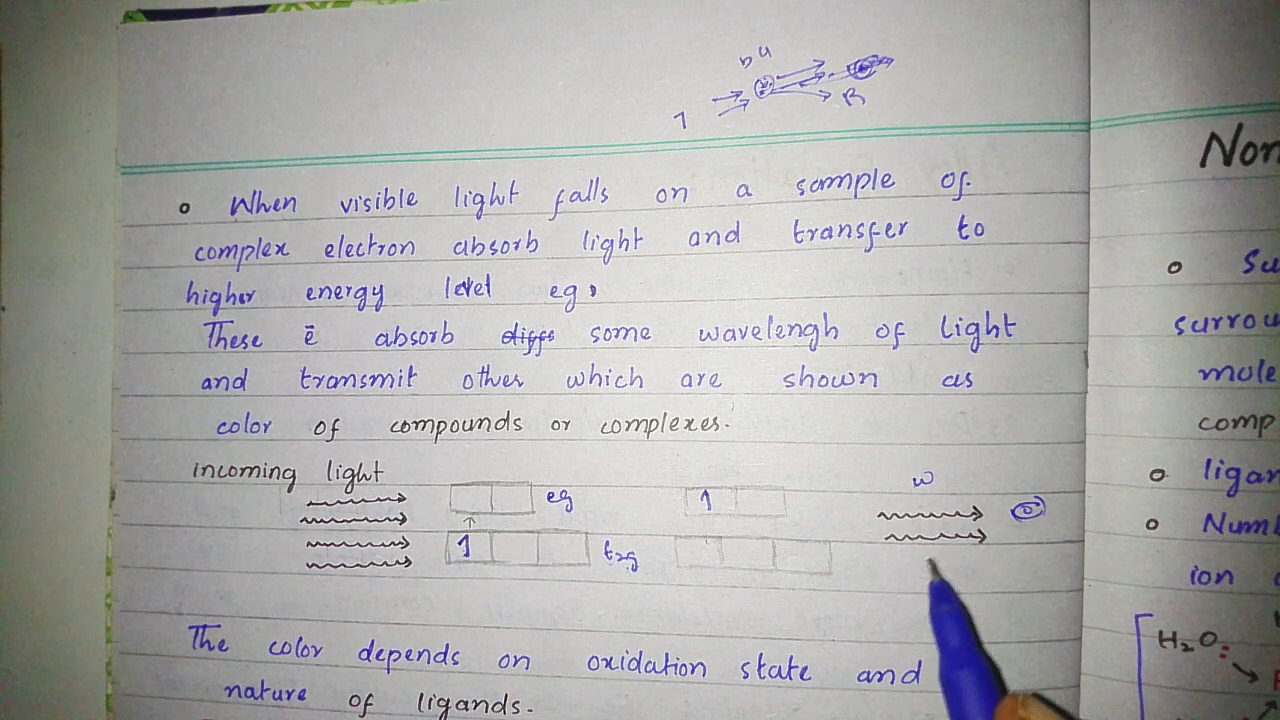 o When visible light falls on a sample of
complex electron absorb light and transfer to
higher energy level eg,
These ē absorb some wavelengh of light
and transmit other which are shown as
color of compounds or complexes.
incoming light
eg
1
w
1
t2g
The color depends on oxidation state and
nature of ligands.
Non
o Su
surrou
mole
comp
o ligan
o Numb
ion
H2O: